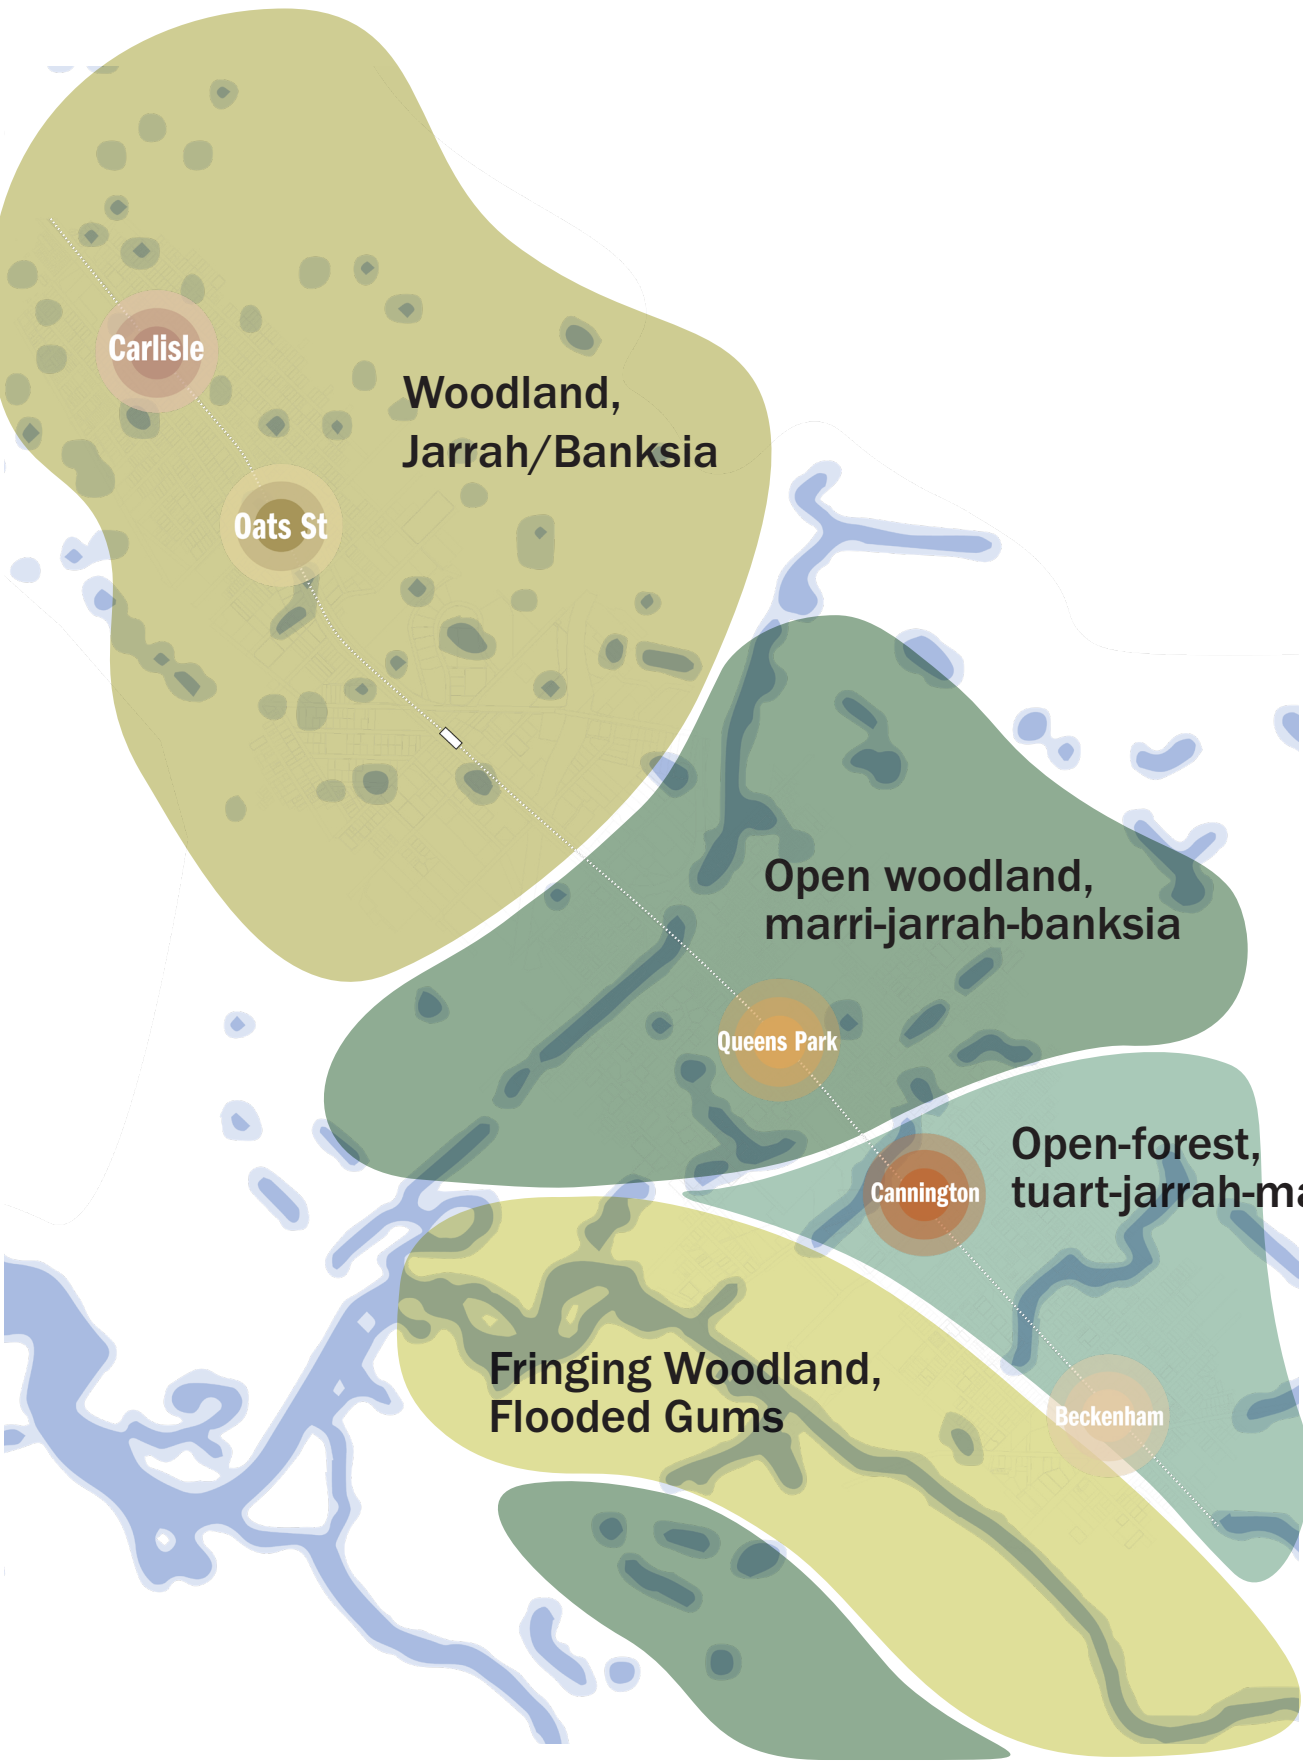 Carlisle
Woodland,
Jarrah/Banksia
Oats St
Open woodland,
marri-jarrah-banksia
Queens Park
Open-forest,
tuart-jarrah-ma
Cannington
Fringing Woodland,
Flooded Gums
Beckenham